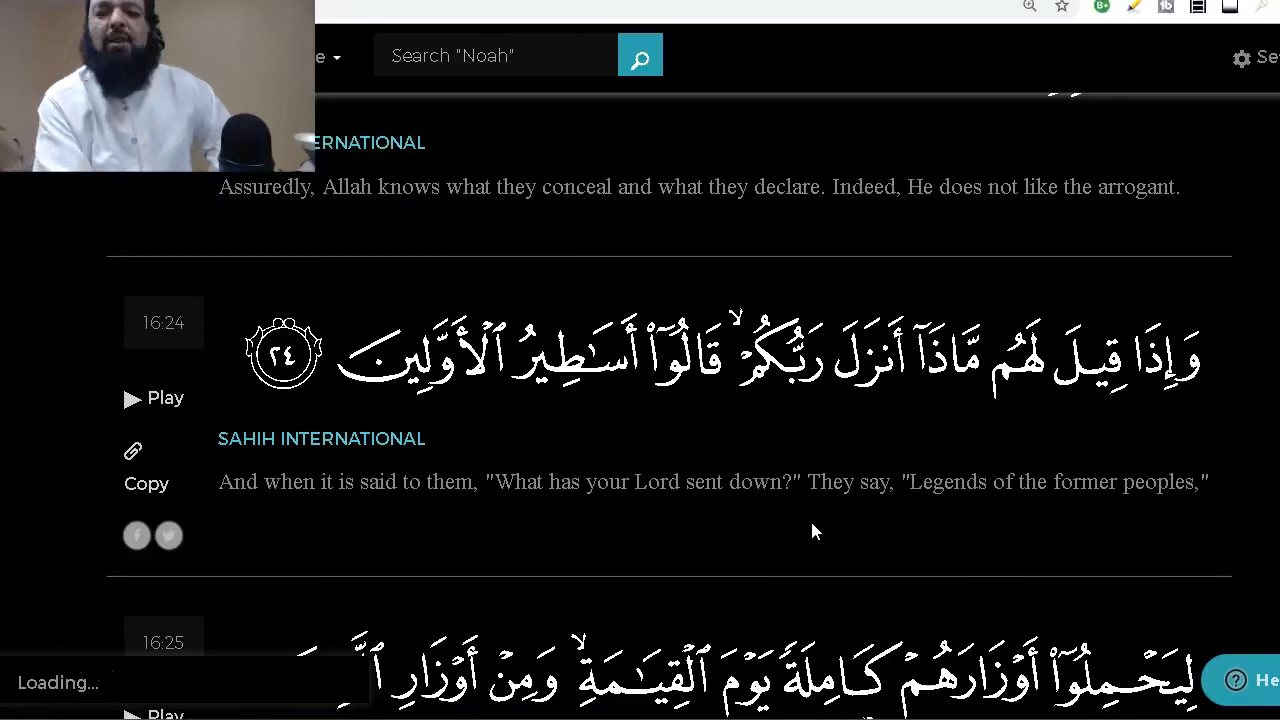 Search "Noah"
ERNATIONAL
Assuredly, Allah knows what they conceal and what they declare. Indeed, He does not like the arrogant.
16:24
وَإِذَا قِيلَ لَهُم مَّاذَآ أَنزَلَ رَبُّكُمْ ۙ قَالُوٓا۟ أَسَـٰطِيرُ ٱلْأَوَّلِينَ ٢٤
Play
SAHIH INTERNATIONAL
Copy
And when it is said to them, "What has your Lord sent down?" They say, "Legends of the former peoples,"
16:25
لِيَحْمِلُوٓا۟ أَوْزَارَهُمْ كَامِلَةً يَوْمَ ٱلْقِيَـٰمَةِ ۙ وَمِنْ أَوْزَارِ
Loading...
Play